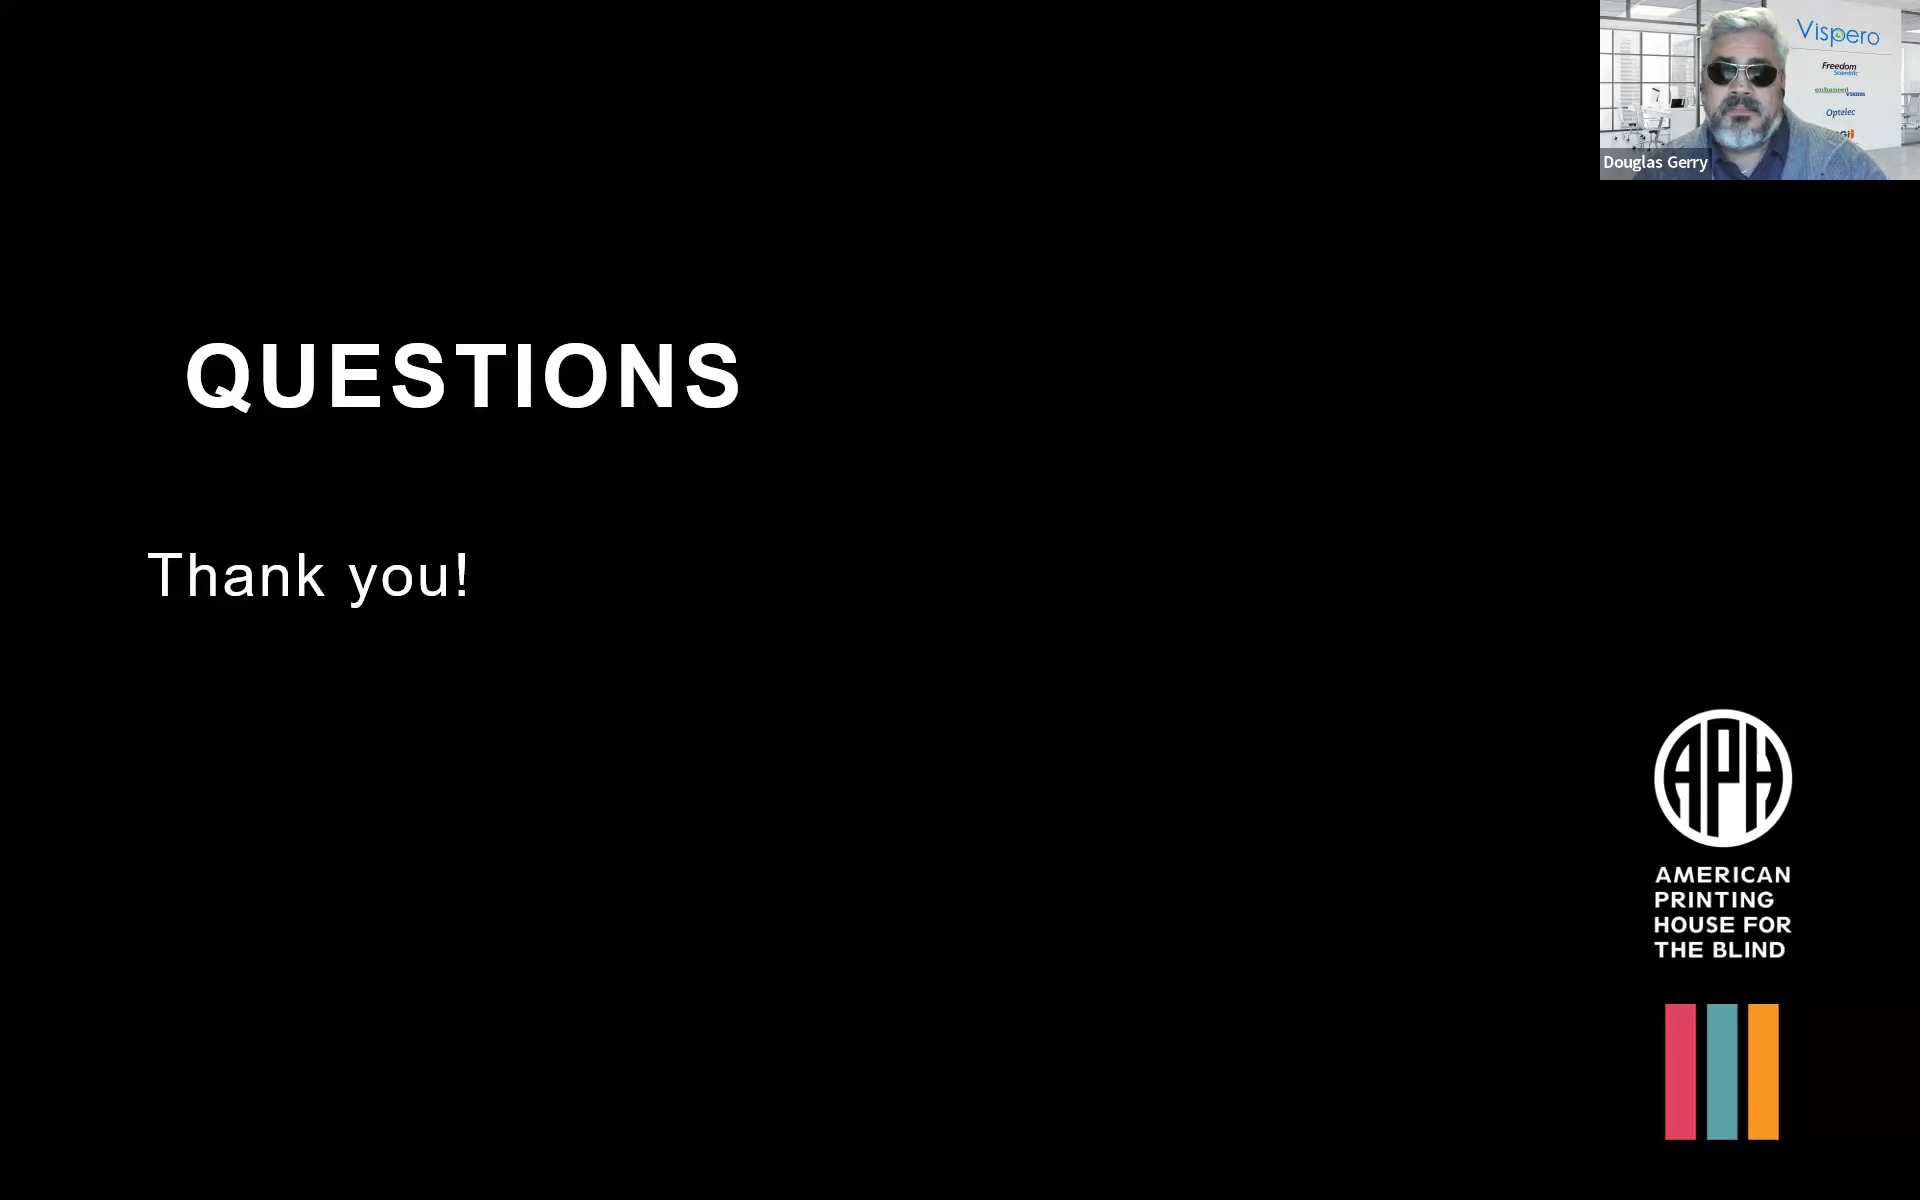 Vispero
Freedom
Scientific
enhanced
vision
Optelec
Douglas Gerry
QUESTIONS
Thank you!
APH
AMERICAN
PRINTING
HOUSE FOR
THE BLIND